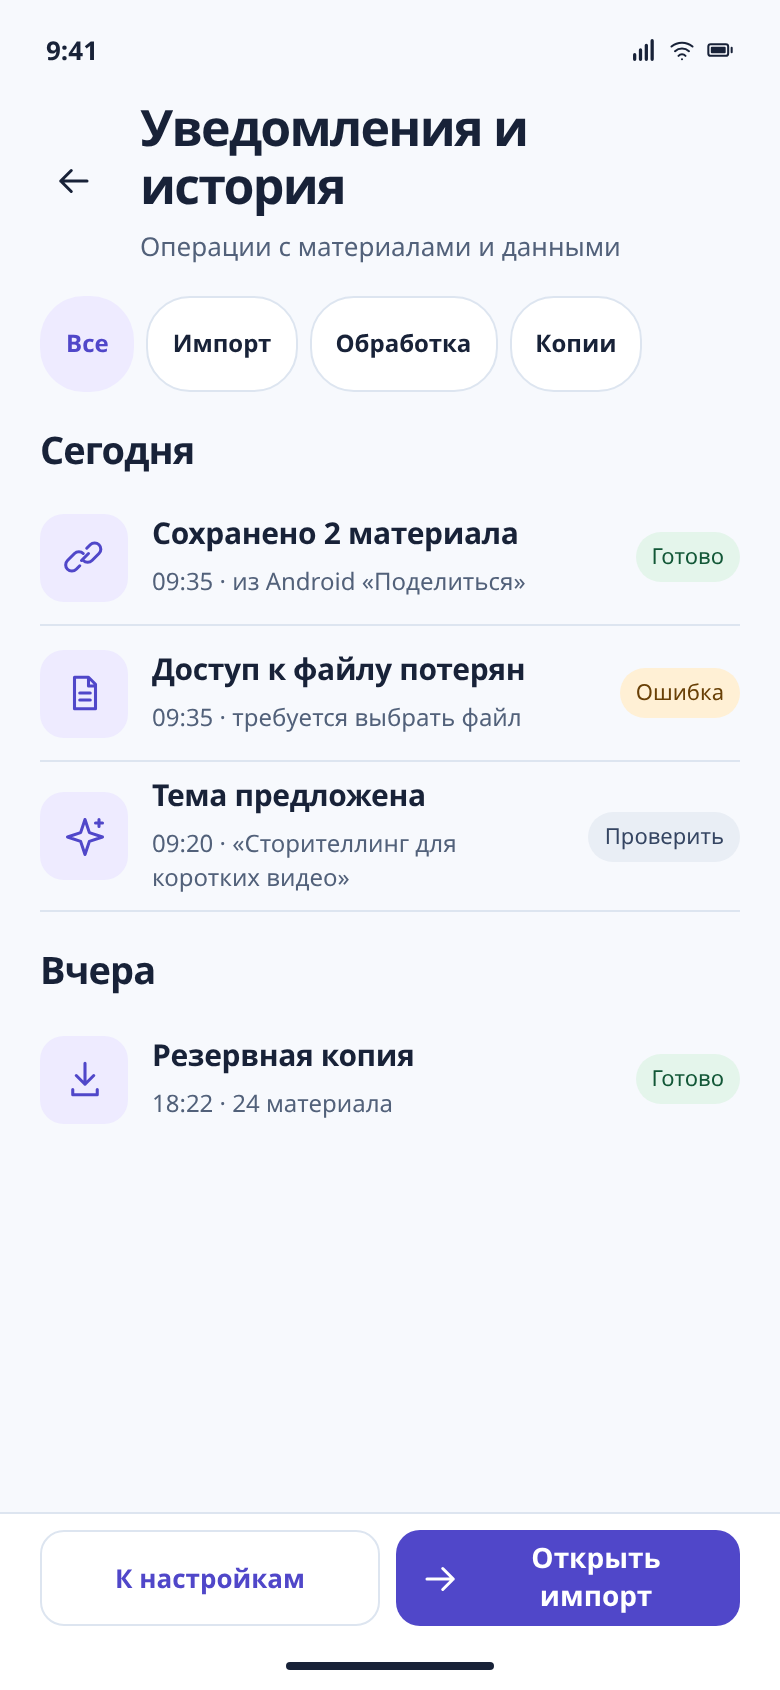 9:41
Уведомления и
история
Операции с материалами и данными
Все
Импорт
Обработка
Копии
Сегодня
Сохранено 2 материала
09:35 · из Android «Поделиться»
Готово
Доступ к файлу потерян
09:35 · требуется выбрать файл
Ошибка
Тема предложена
09:20 · «Сторителлинг для
коротких видео»
Проверить
Вчера
Резервная копия
18:22 · 24 материала
Готово
К настройкам
Открыть
импорт